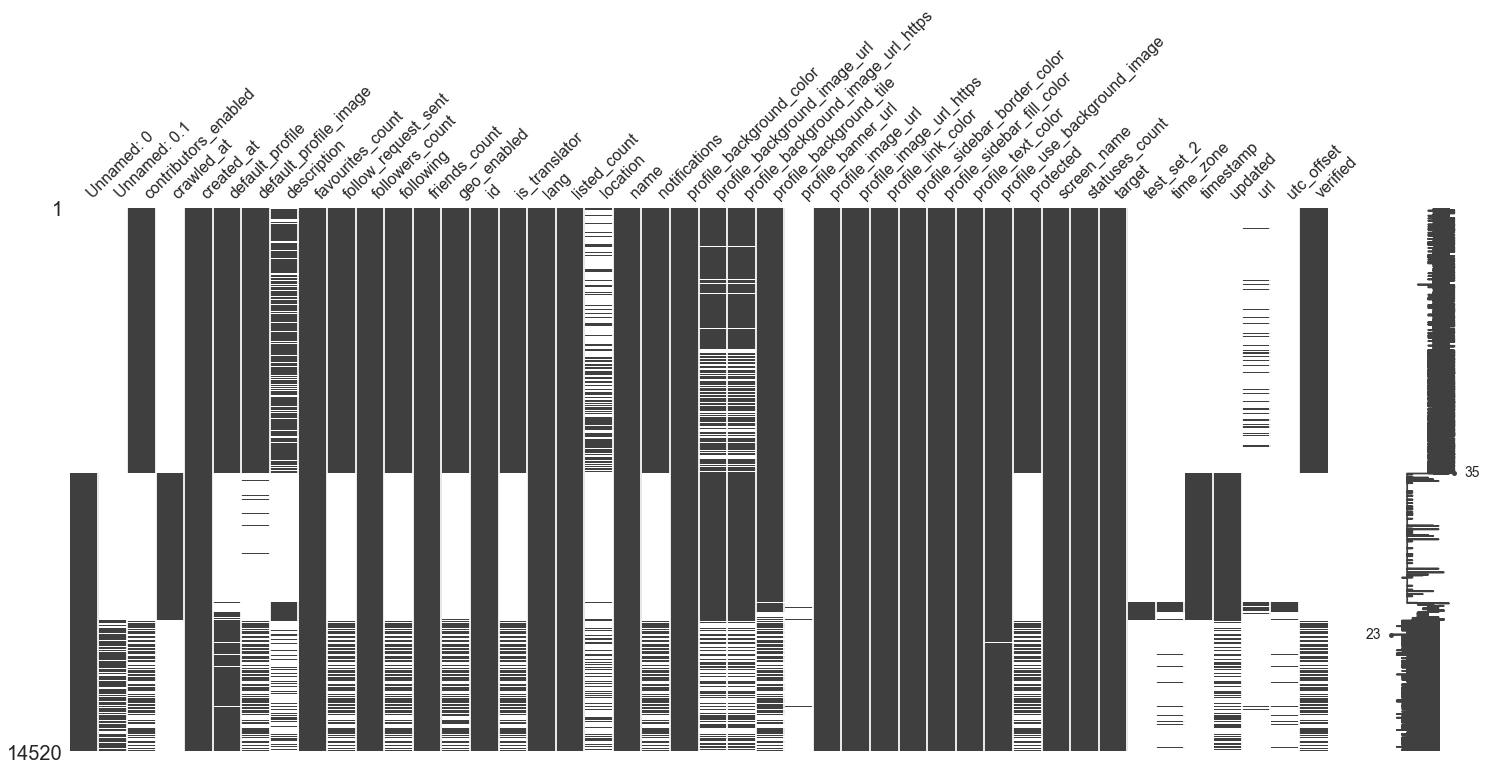 Unnamed: 0
Unnamed: 0.1
contributors_enabled
crawled_at
created_at
default_profile
default_profile_image
description
favourites_count
follow_request_sent
followers_count
following
friends_count
geo_enabled
id
is_translator
lang
listed_count
location
name
notifications
profile_background_color
profile_background_image_url
profile_background_image_url_https
profile_background_tile
profile_banner_url
profile_image_url
profile_image_url_https
profile_link_color
profile_sidebar_border_color
profile_sidebar_fill_color
profile_text_color
profile_use_background_image
protected
screen_name
statuses_count
target
test_set_2
time_zone
timestamp
updated
url
utc_offset
verified
1
35
23
14520